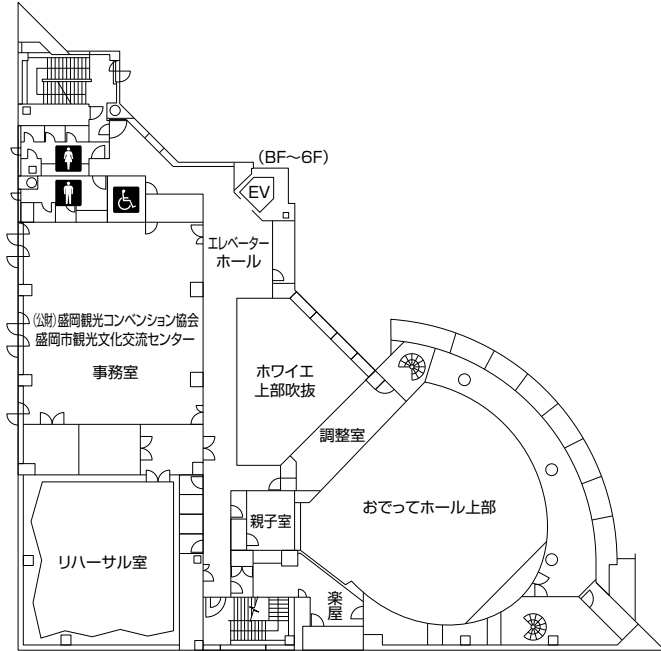 (BF～6F)
EV
エレベーター
ホール
(公財)盛岡観光コンベンション協会
盛岡市観光文化交流センター
事務室
ホワイエ
上部吹抜
調整室
おでってホール上部
親子室
リハーサル室
楽屋